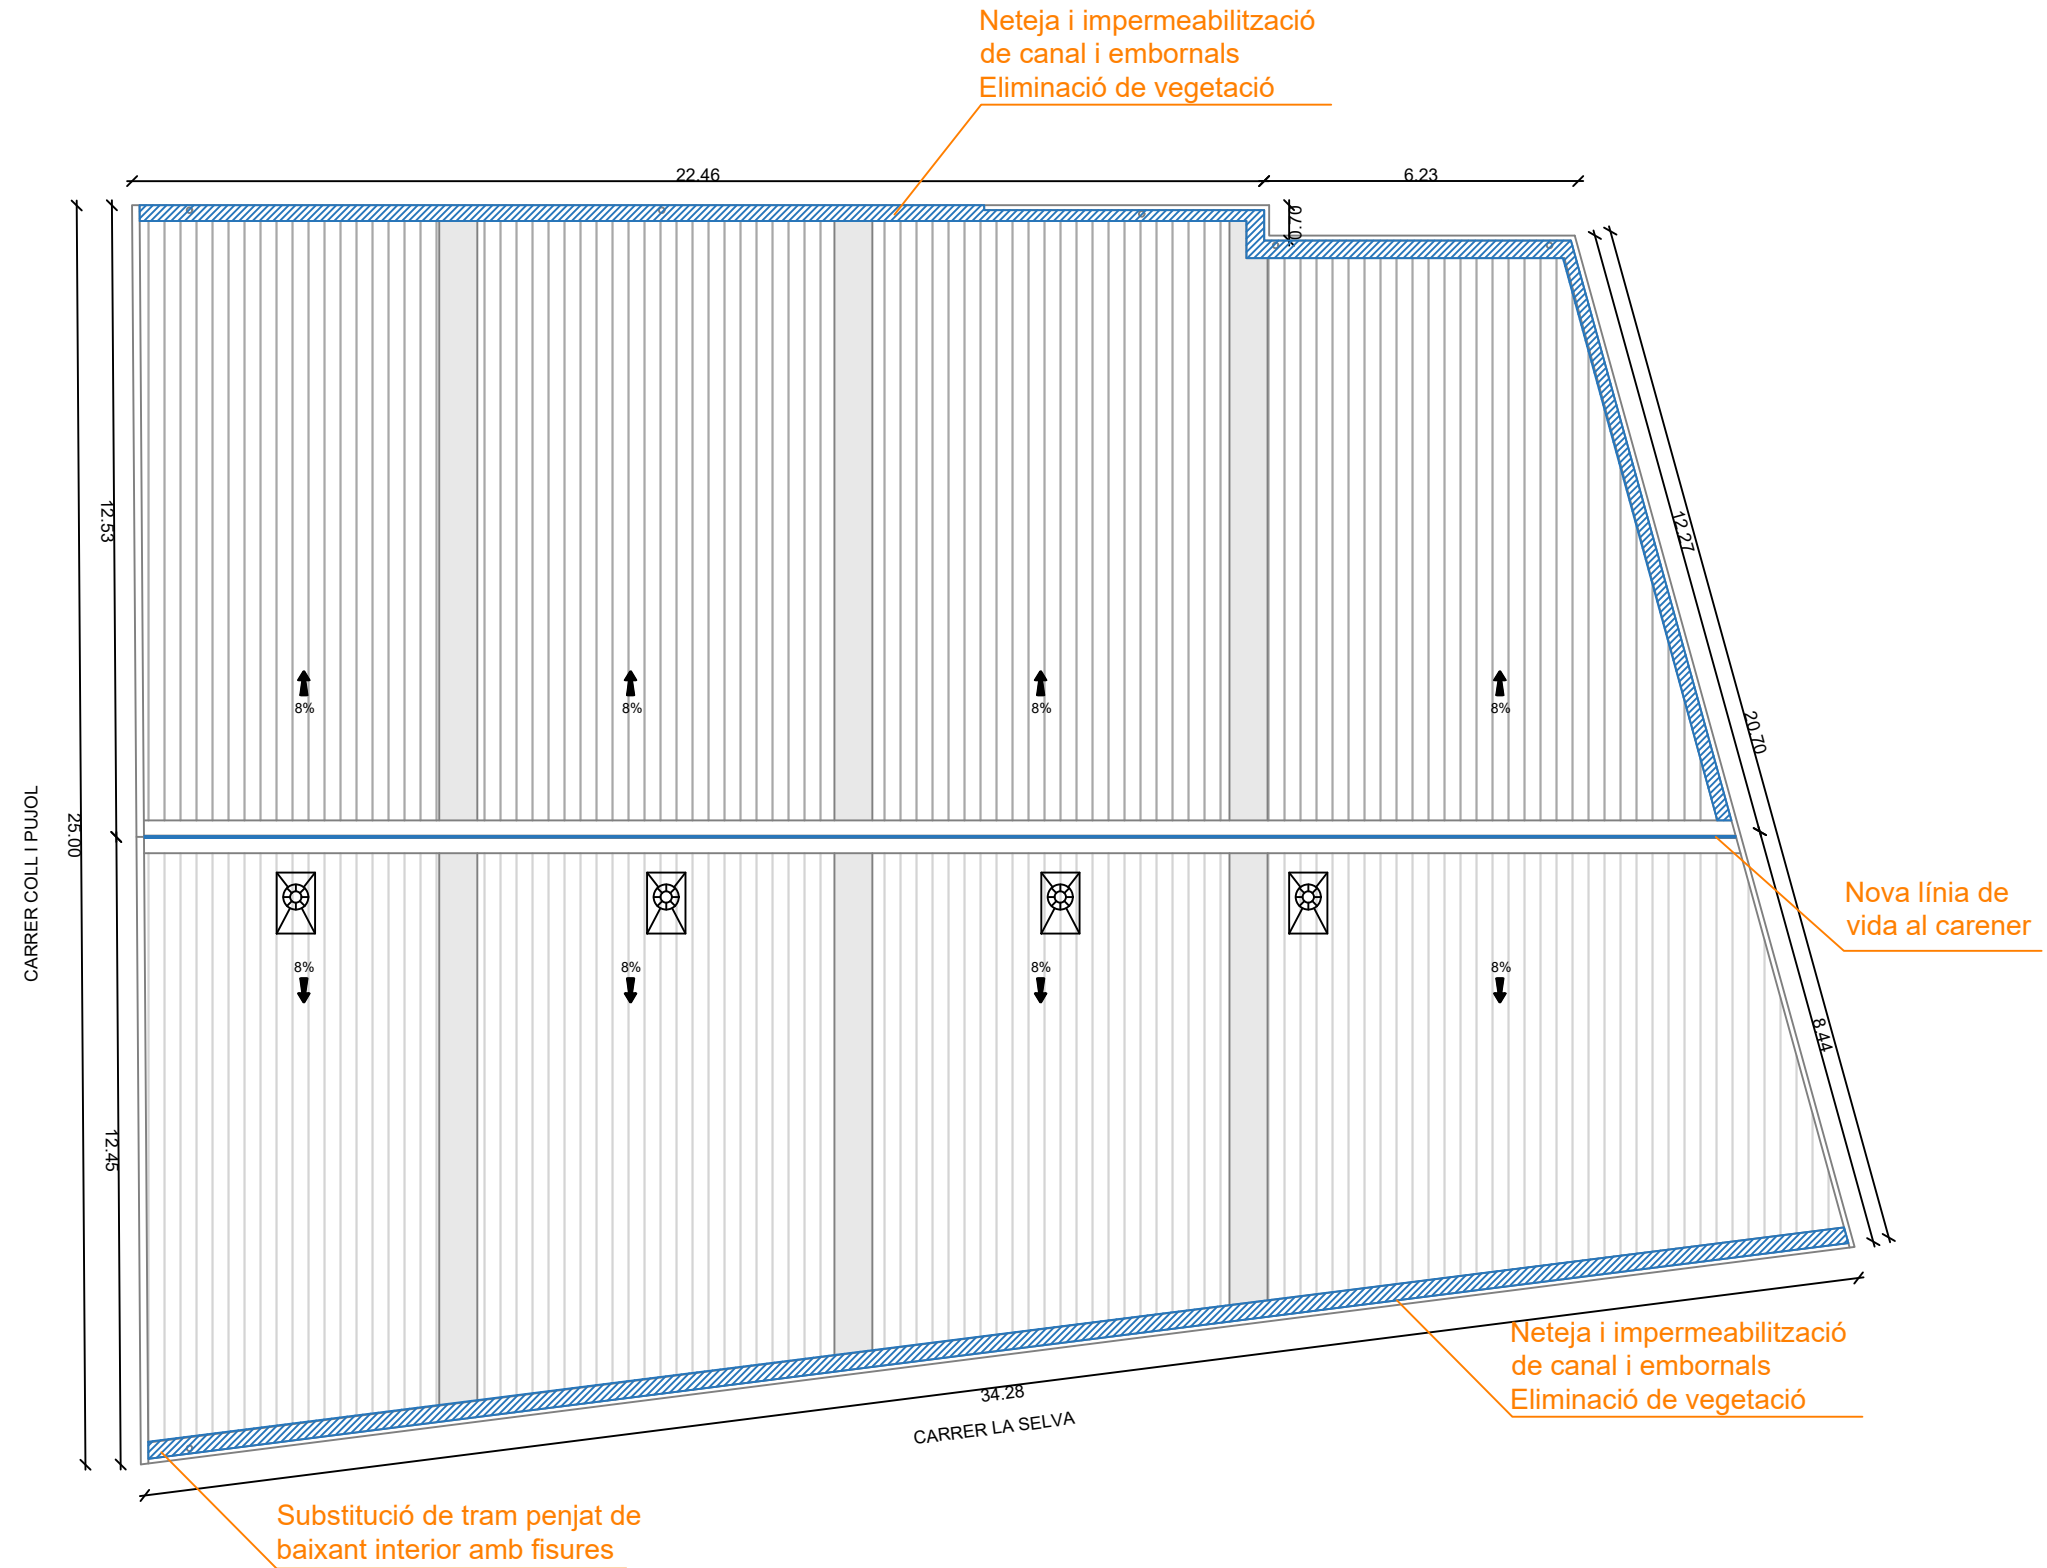 Neteja i impermeabilització
de canal i embornals
Eliminació de vegetació
22.46
6.23
0.70
12.53
12.27
8%
8%
8%
8%
20.70
25.00
CARRER COLL I PUJOL
Nova línia de
vida al carener
8%
8%
8%
8%
8.44
12.45
Neteja i impermeabilització
de canal i embornals
Eliminació de vegetació
34.28
CARRER LA SELVA
Substitució de tram penjat de
baixant interior amb fisures